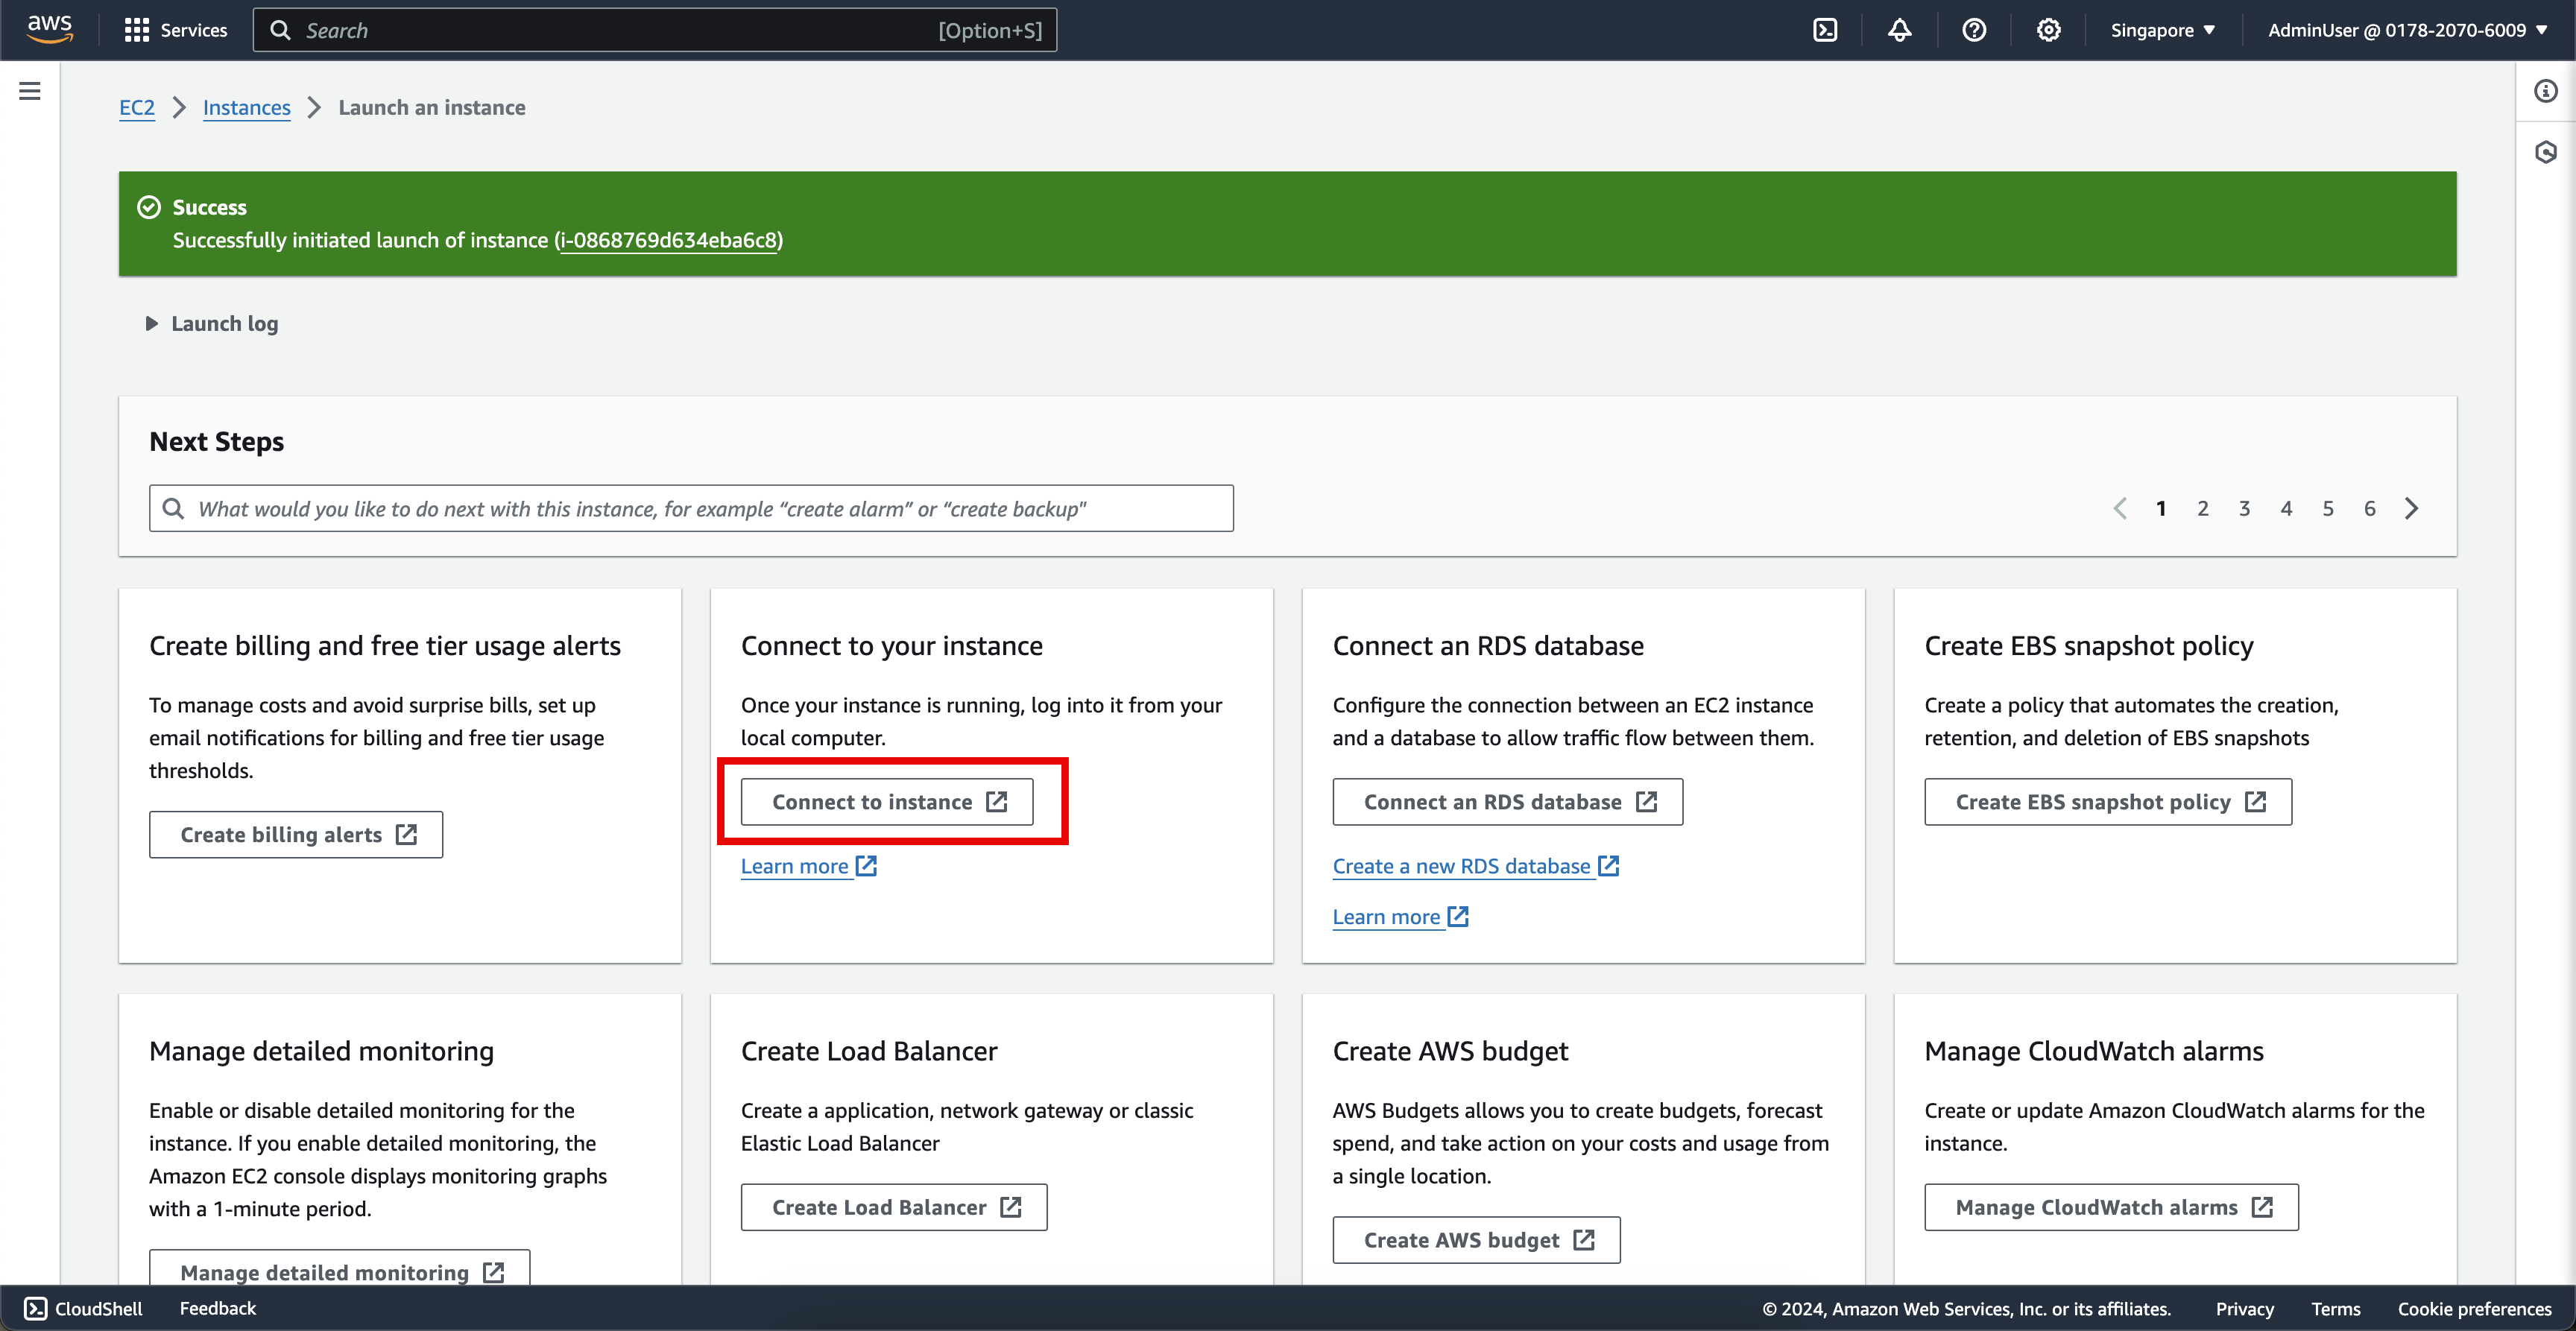 aws
Services
Search
[Option+S]
Singapore
AdminUser @ 0178-2070-6009
EC2
Instances
Launch an instance
Success
Successfully initiated launch of instance (i-0868769d634eba6c8)
Launch log
Next Steps
What would you like to do next with this instance, for example “create alarm” or “create backup"
1 2 3 4 5 6
Create billing and free tier usage alerts
To manage costs and avoid surprise bills, set up
email notifications for billing and free tier usage
thresholds.
Create billing alerts
Connect to your instance
Once your instance is running, log into it from your
local computer.
Connect to instance
Learn more
Connect an RDS database
Configure the connection between an EC2 instance
and a database to allow traffic flow between them.
Connect an RDS database
Create a new RDS database
Learn more
Create EBS snapshot policy
Create a policy that automates the creation,
retention, and deletion of EBS snapshots
Create EBS snapshot policy
Manage detailed monitoring
Enable or disable detailed monitoring for the
instance. If you enable detailed monitoring, the
Amazon EC2 console displays monitoring graphs
with a 1-minute period.
Manage detailed monitoring
Create Load Balancer
Create a application, network gateway or classic
Elastic Load Balancer
Create Load Balancer
Create AWS budget
AWS Budgets allows you to create budgets, forecast
spend, and take action on your costs and usage from
a single location.
Create AWS budget
Manage CloudWatch alarms
Create or update Amazon CloudWatch alarms for the
instance.
Manage CloudWatch alarms
CloudShell
Feedback
© 2024, Amazon Web Services, Inc. or its affiliates.
Privacy
Terms
Cookie preferences